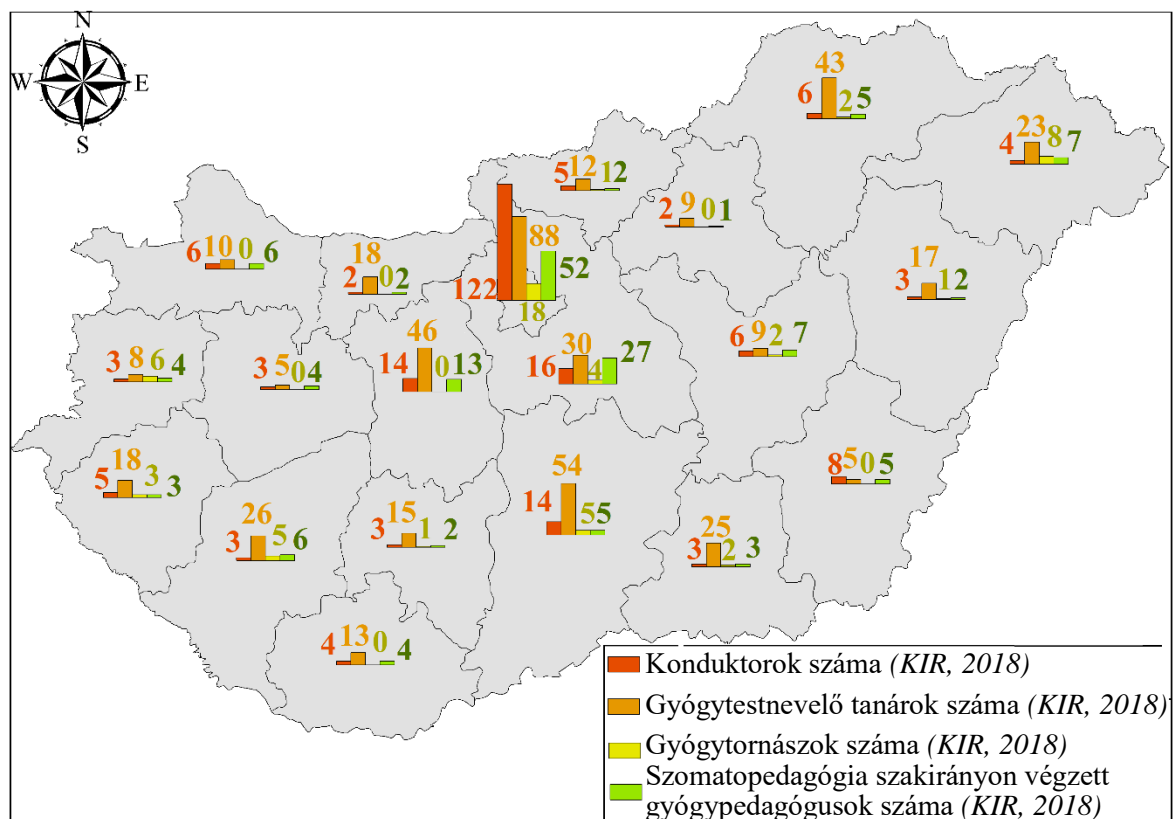 N
W E
S
43
6 2 5
23
4 8 7
12
5 1 2
9
2 0 1
88
122 52
18
10
6 0 6
18
2 0 2
17
3 1 2
46
14 0 13
30
16 4 27
9
6 2 7
8
3 6 4
5
3 0 4
18
5 3 3
54
14 5 5
5
8 0 5
26
3 5 6
15
3 1 2
25
3 2 3
13
4 0 4
Konduktorok száma (KIR, 2018)
Gyógytestnevelő tanárok száma (KIR, 2018)
Gyógytornászok száma (KIR, 2018)
Szomatopedagógia szakirányon végzett
gyógypedagógusok száma (KIR, 2018)